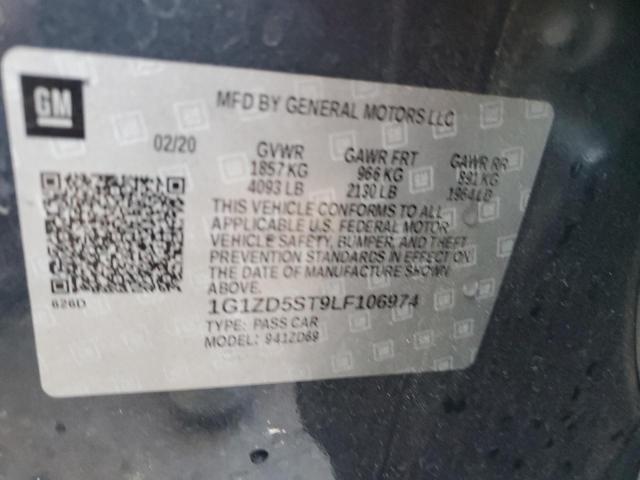 GM
MFD BY GENERAL MOTORS LLC
02/20 GVWR GAWR FRT GAWR RR
1857 KG 966 KG 891 KG
4093 LB 2130 LB 1964 LB
THIS VEHICLE CONFORMS TO ALL
APPLICABLE U.S. FEDERAL MOTOR
VEHICLE SAFETY, BUMPER, AND THEFT
PREVENTION STANDARDS IN EFFECT ON
THE DATE OF MANUFACTURE SHOWN
ABOVE.
626D
1G1ZD5ST9LF106974
TYPE: PASS CAR
MODEL: 941ZD69